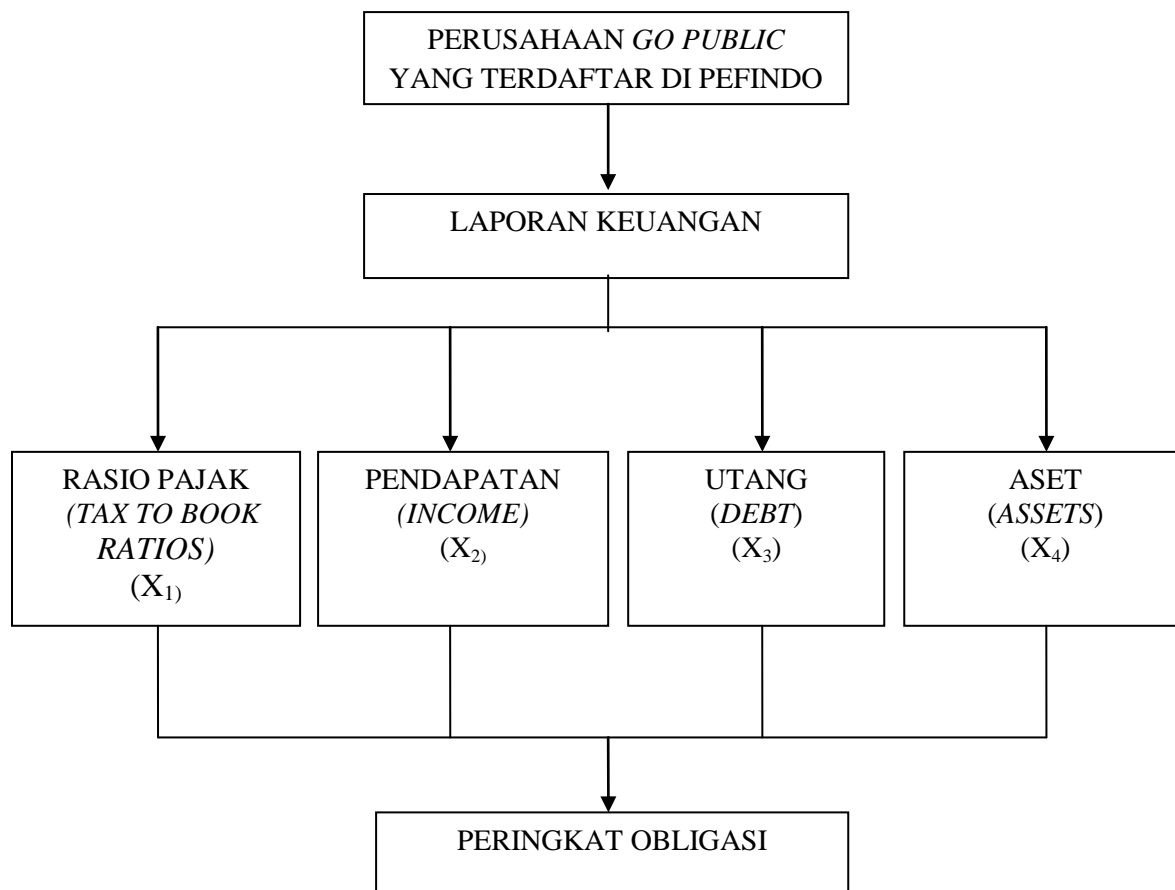 PERUSAHAAN GO PUBLIC
YANG TERDAFTAR DI PEFINDO
LAPORAN KEUANGAN
RASIO PAJAK
(TAX TO BOOK
RATIOS)
(X₁)
PENDAPATAN
(INCOME)
(X₂)
UTANG
(DEBT)
(X₃)
ASET
(ASSETS)
(X₄)
PERINGKAT OBLIGASI